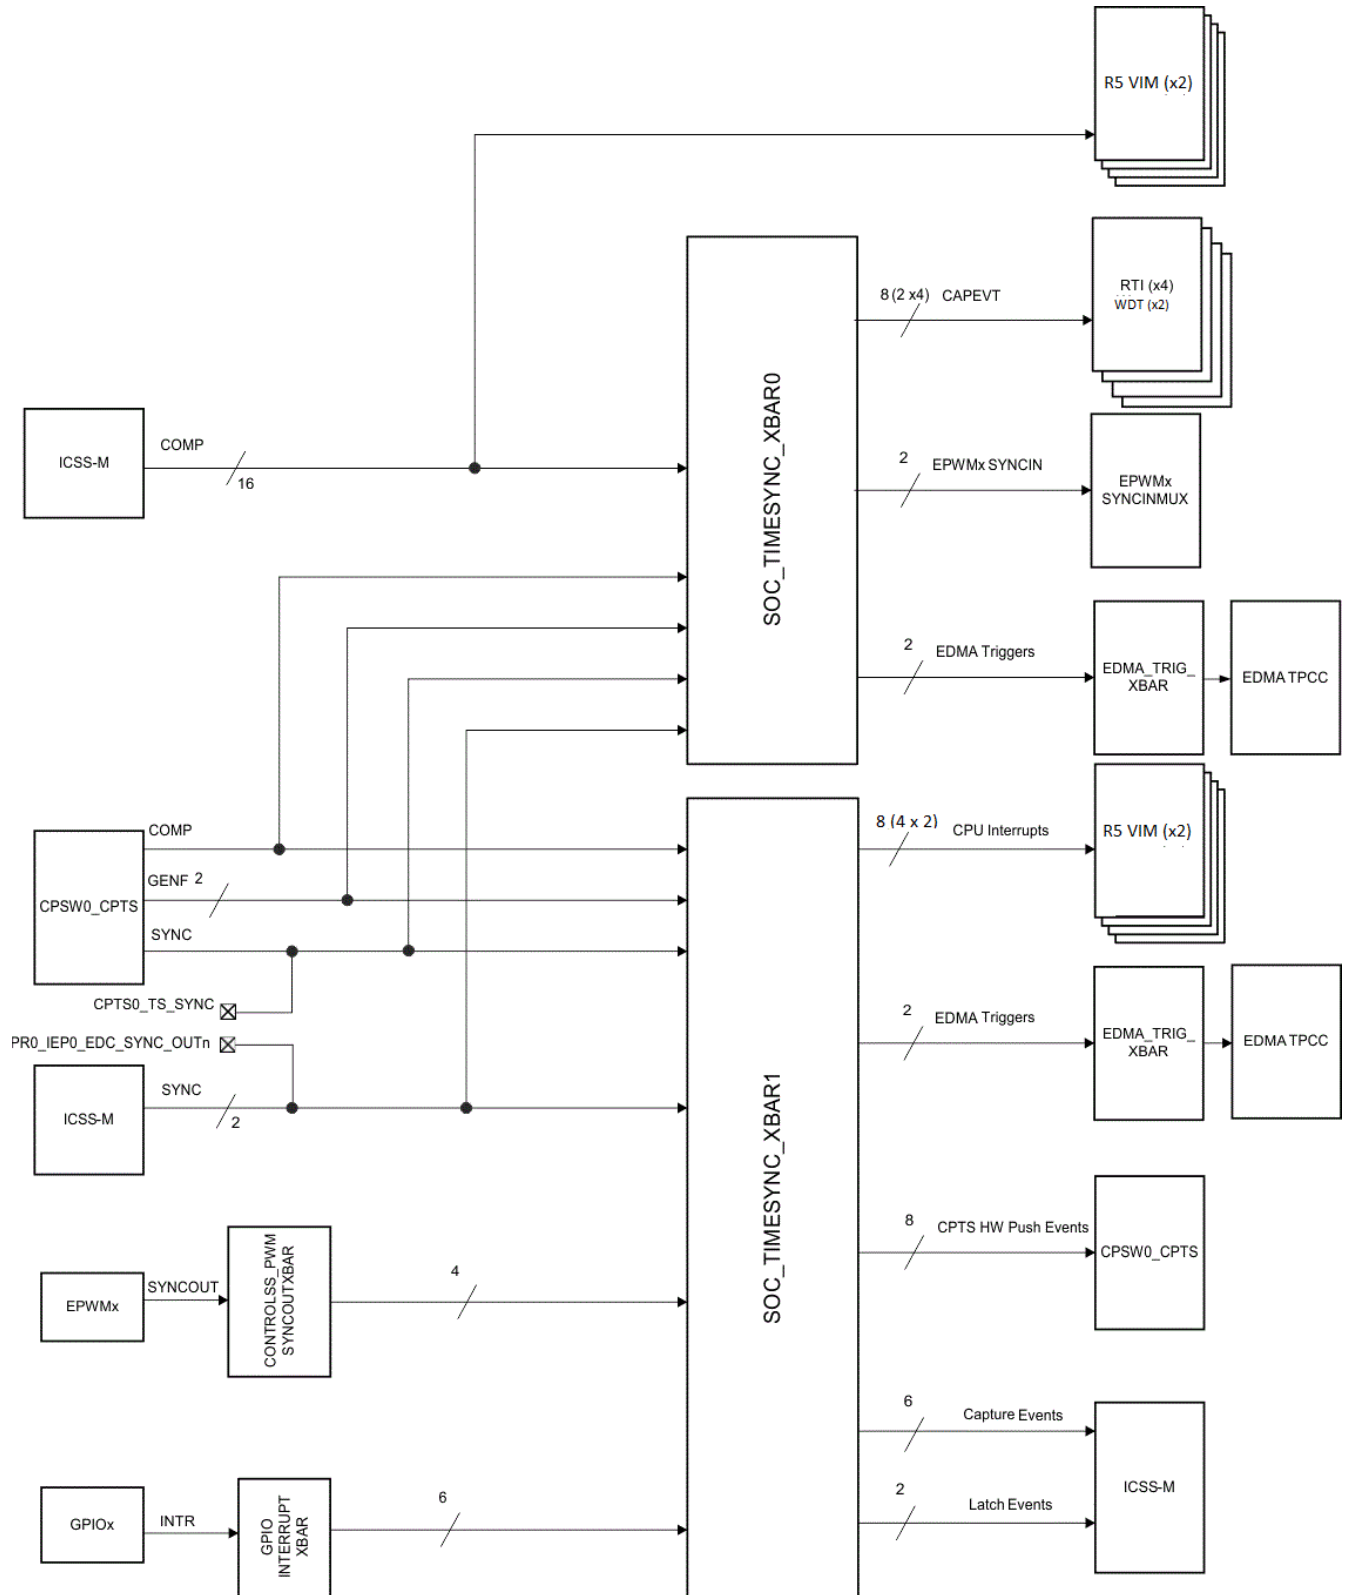 R5 VIM (x2)
8 (2 x4) CAPEVT
RTI (x4)
WDT (x2)
SOC_TIMESYNC_XBAR0
ICSS-M
COMP
16
2
EPWMx SYNCIN
EPWMx
SYNCINMUX
2
EDMA Triggers
EDMA_TRIG_
XBAR
EDMA TPCC
CPSW0_CPTS
COMP
GENF 2
SYNC
CPTS0_TS_SYNC
PR0_IEP0_EDC_SYNC_OUTn
ICSS-M
SYNC
2
SOC_TIMESYNC_XBAR1
8 (4 x 2) CPU Interrupts
R5 VIM (x2)
2
EDMA Triggers
EDMA_TRIG_
XBAR
EDMA TPCC
8
CPTS HW Push Events
CPSW0_CPTS
EPWMx
SYNCOUT
CONTROLSS_PWM
SYNCOUTXBAR
4
6
Capture Events
2
Latch Events
ICSS-M
GPIOx
INTR
GPIO
INTERRUPT
XBAR
6